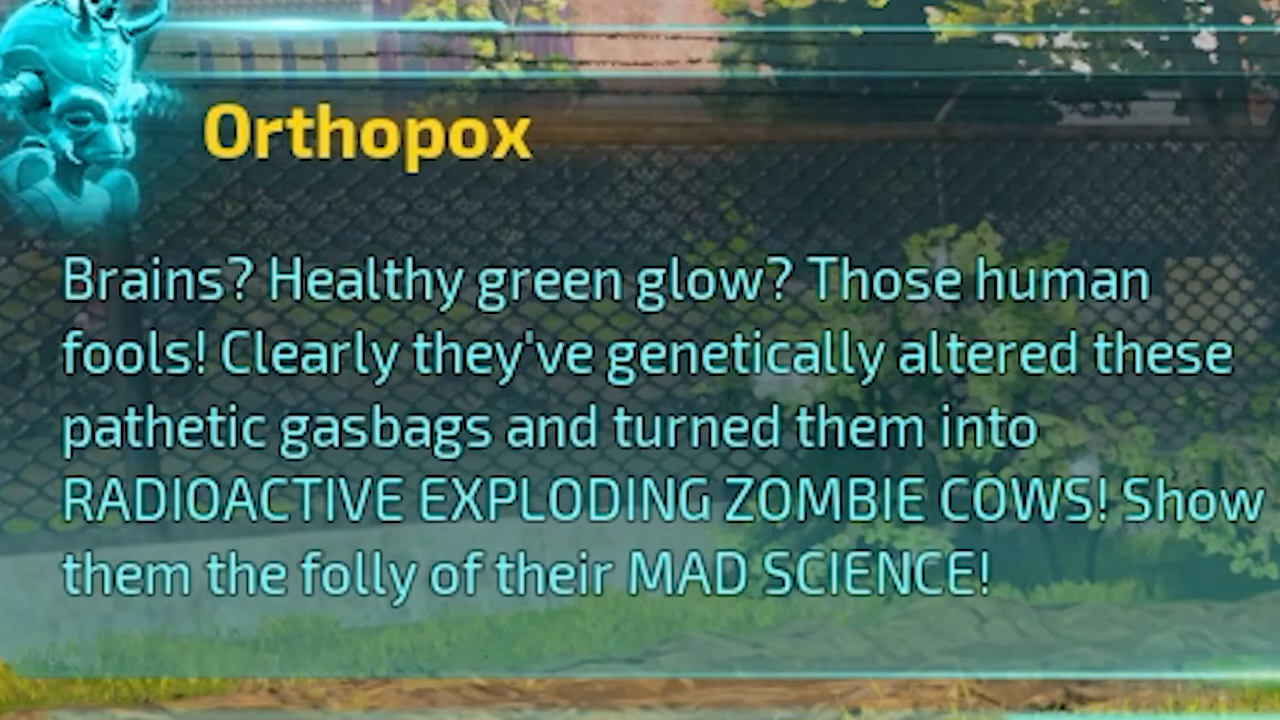 Orthopox
Brains? Healthy green glow? Those human
fools! Clearly they've genetically altered these
pathetic gasbags and turned them into
RADIOACTIVE EXPLODING ZOMBIE COWS! Show
them the folly of their MAD SCIENCE!